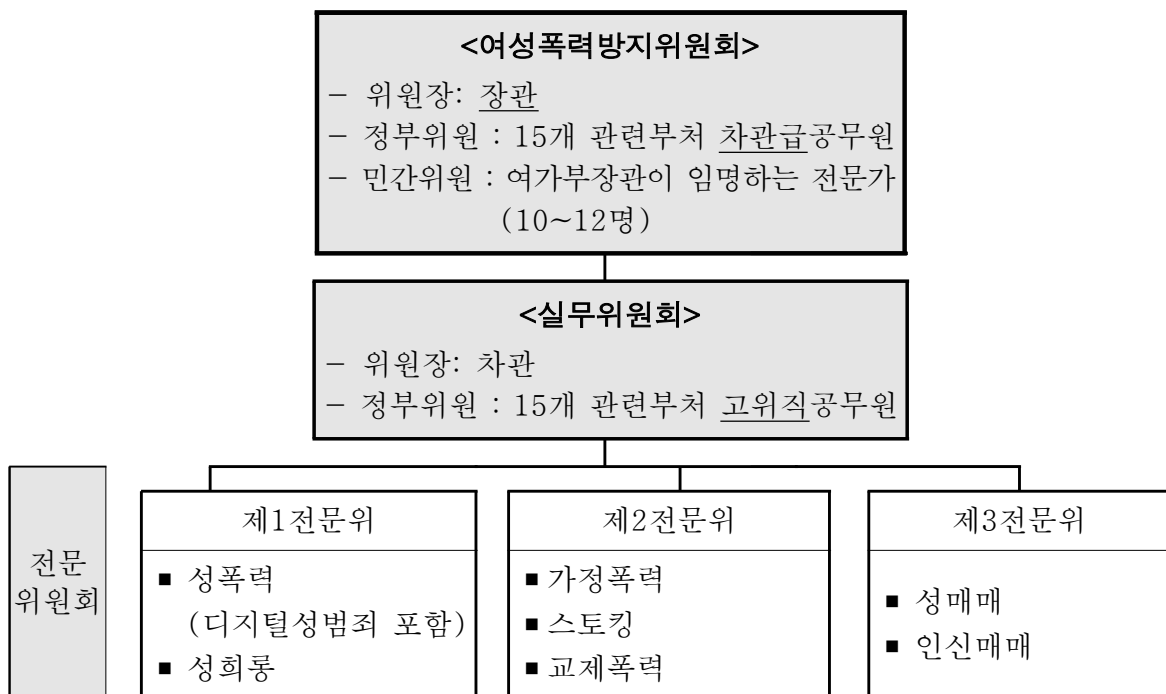 <여성폭력방지위원회>
- 위원장: 장관
- 정부위원 : 15개 관련부처 차관급공무원
- 민간위원 : 여가부장관이 임명하는 전문가
(10~12명)
<실무위원회>
- 위원장: 차관
- 정부위원 : 15개 관련부처 고위직공무원
전문
위원회
제1전문위
■ 성폭력
(디지털성범죄 포함)
■ 성희롱
제2전문위
■ 가정폭력
■ 스토킹
■ 교제폭력
제3전문위
■ 성매매
■ 인신매매